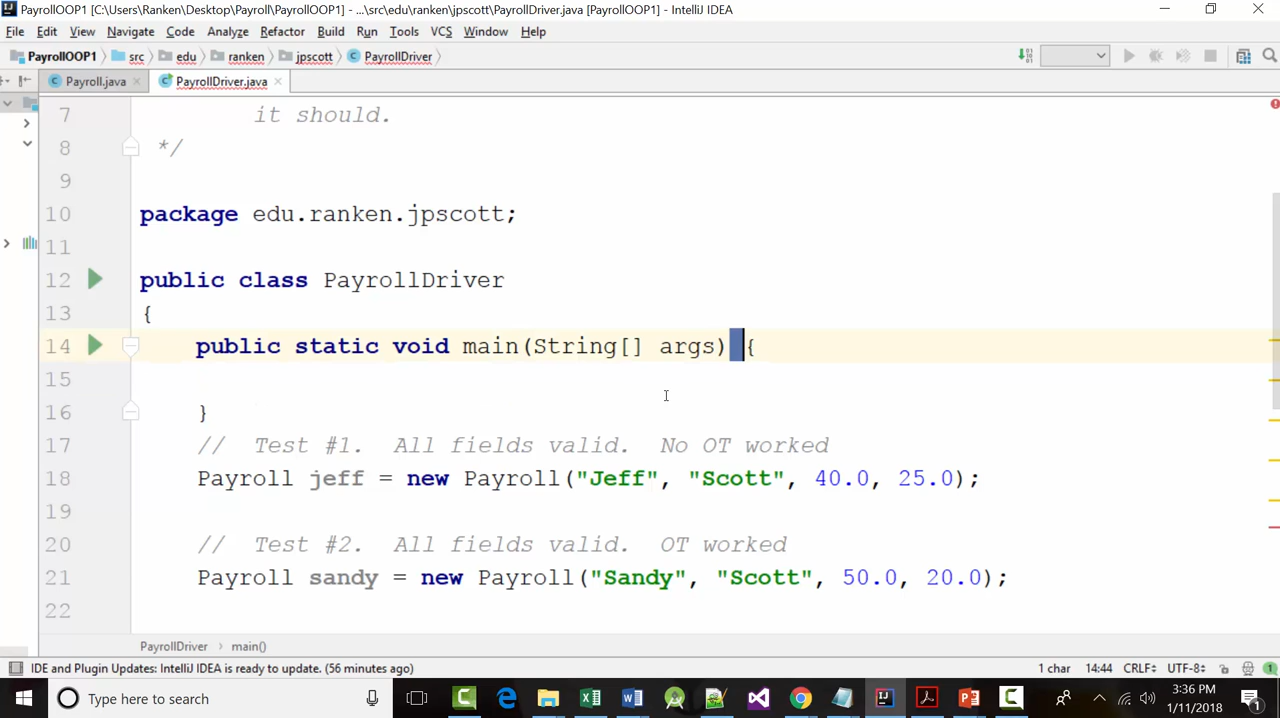 PayrollOOP1 [C:\Users\Ranken\Desktop\Payroll\PayrollOOP1] - ...\src\edu\ranken\jpscott\PayrollDriver.java [PayrollOOP1] - IntelliJ IDEA
File Edit View Navigate Code Analyze Refactor Build Run Tools VCS Window Help
PayrollOOP1 src edu ranken jpscott PayrollDriver
Payroll.java PayrollDriver.java
7 it should.
8 */
9
10 package edu.ranken.jpscott;
11
12 public class PayrollDriver
13 {
14 public static void main(String[] args) {
15
16 }
17 // Test #1. All fields valid. No OT worked
18 Payroll jeff = new Payroll("Jeff", "Scott", 40.0, 25.0);
19
20 // Test #2. All fields valid. OT worked
21 Payroll sandy = new Payroll("Sandy", "Scott", 50.0, 20.0);
22
PayrollDriver main()
IDE and Plugin Updates: IntelliJ IDEA is ready to update. (56 minutes ago) 1 char 14:44 CRLF UTF-8 1
Type here to search
3:36 PM
1/11/2018
1